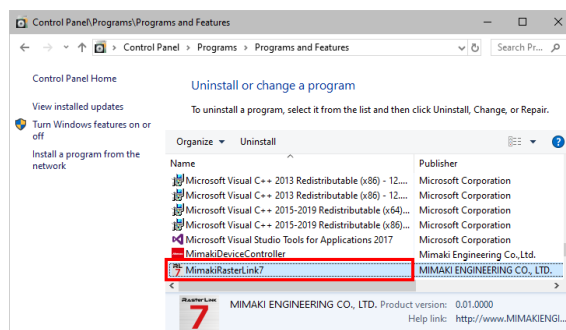 Control Panel\Programs\Programs and Features
Control Panel > Programs > Programs and Features
Search Pr...
Control Panel Home
View installed updates
Turn Windows features on or
off
Install a program from the
network
Uninstall or change a program
To uninstall a program, select it from the list and then click Uninstall, Change, or Repair.
Organize Uninstall
Name Publisher
Microsoft Visual C++ 2013 Redistributable (x86) - 12.... Microsoft Corporation
Microsoft Visual C++ 2013 Redistributable (x86) - 12.... Microsoft Corporation
Microsoft Visual C++ 2015-2019 Redistributable (x64)... Microsoft Corporation
Microsoft Visual C++ 2015-2019 Redistributable (x86)... Microsoft Corporation
Microsoft Visual Studio Tools for Applications 2017 Microsoft Corporation
MimakiDeviceController Mimaki Engineering Co.,Ltd.
7 MimakiRasterLink7 MIMAKI ENGINEERING CO., LTD.
RASTERLINK
7
MIMAKI ENGINEERING CO., LTD. Product version: 0.01.0000
Help link: http://www.MIMAKIENGI...